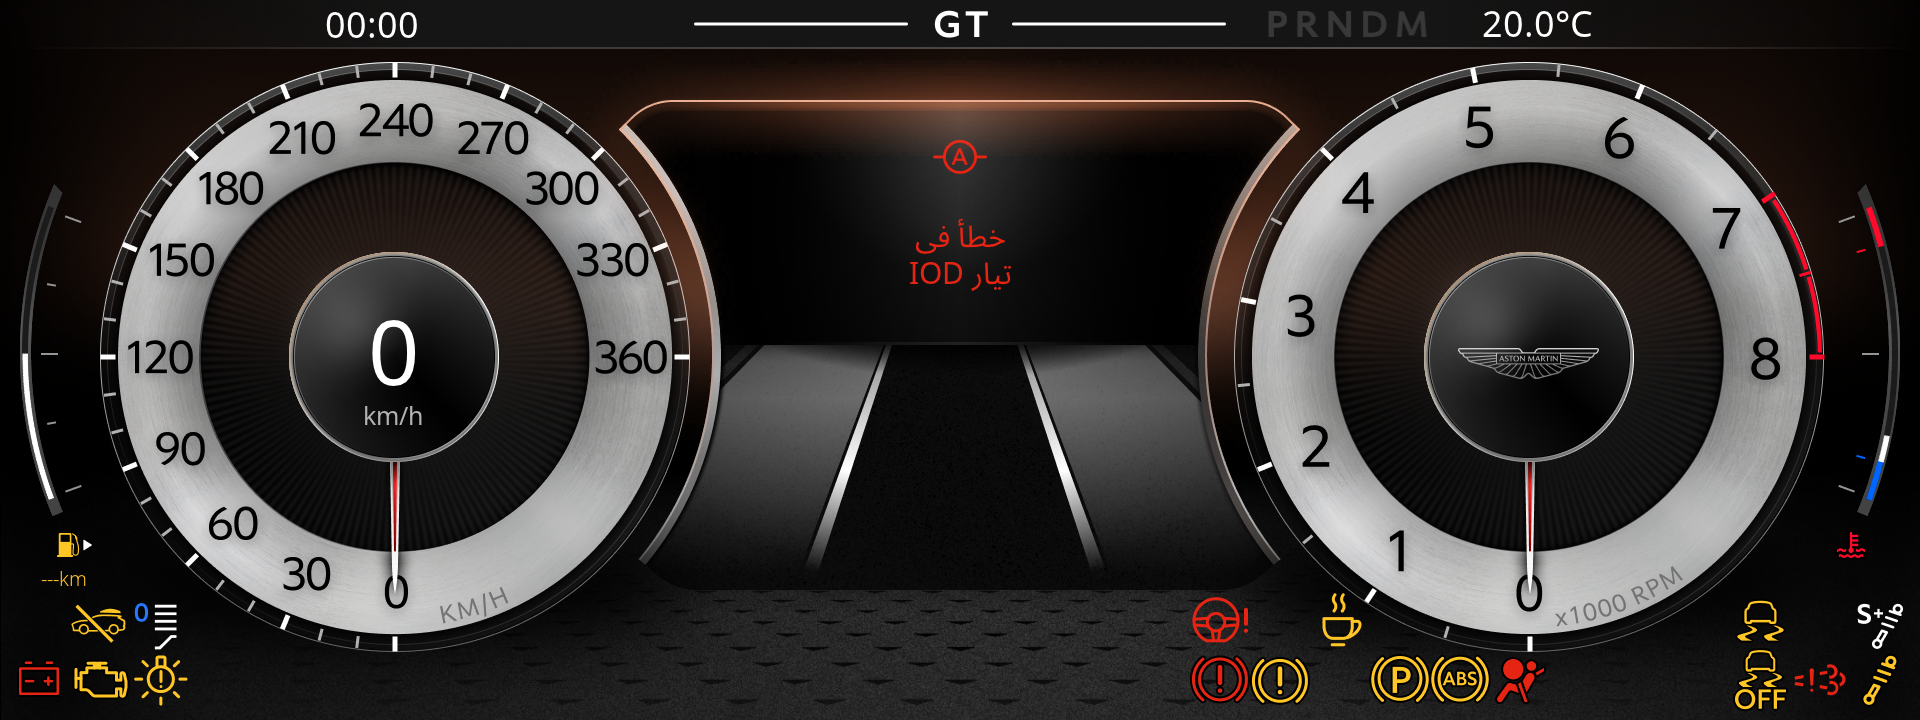 00:00
GT
PRNDM
20.0°C
240
210
270
180
300
150
330
120
360
90
60
30
0
KM/H
0
km/h
خطأ فى
تيار IOD
5
6
4
7
3
8
2
1
0
x1000 RPM
ASTON MARTIN
---km
0
P
ABS
OFF
S+
A